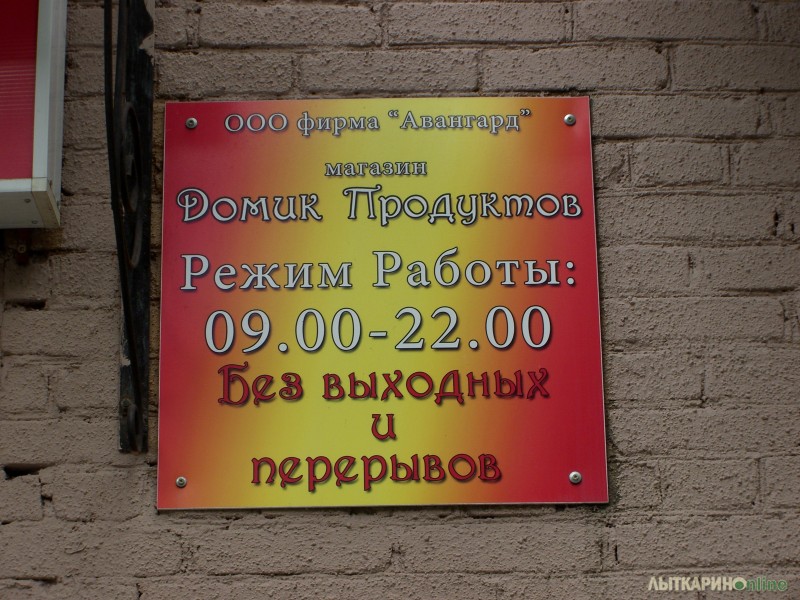 ООО фирма "Авангард"
магазин
Домик Продуктов
Режим Работы:
09.00-22.00
Без выходных
и
перерывов
ЛЫТКАРИНОonline